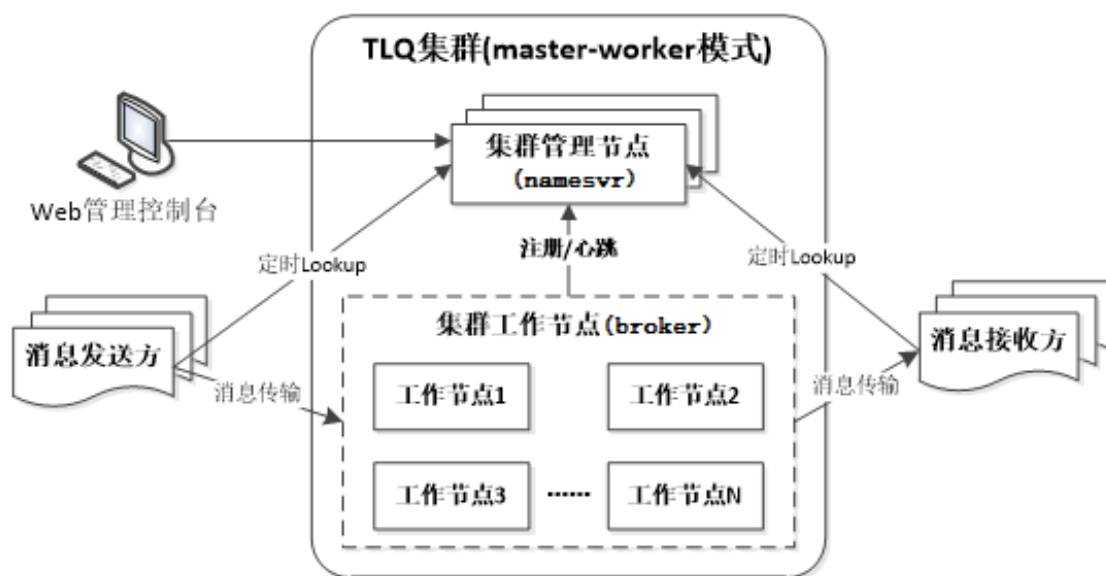 TLQ集群(master-worker模式)
集群管理节点
(namesvr)
Web管理控制台
注册/心跳
定时Lookup
定时Lookup
集群工作节点(broker)
消息发送方
消息接收方
消息传输
消息传输
工作节点1
工作节点2
工作节点3
······
工作节点N